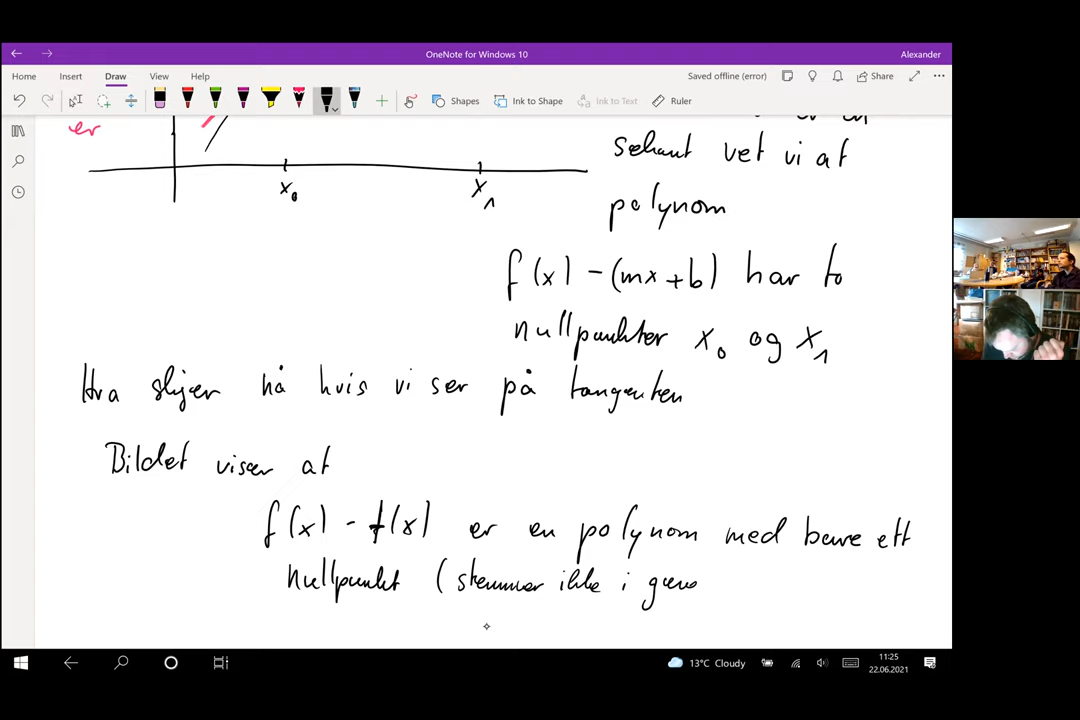 OneNote for Windows 10
Alexander
Home Insert Draw View Help
Saved offline (error) Share
Shapes Ink to Shape Ink to Text Ruler
er
er en
sekant vet vi at
x₀ x₁
polynom
f(x) - (mx+b) har to
nullpunkter x₀ og x₁
Hva skjer nå hvis vi ser på tangenten
Bildet viser at
f(x) - t(x) er en polynom med bare ett
nullpunkt (stemmer ikke i gene
13°C Cloudy
11:25
22.06.2021